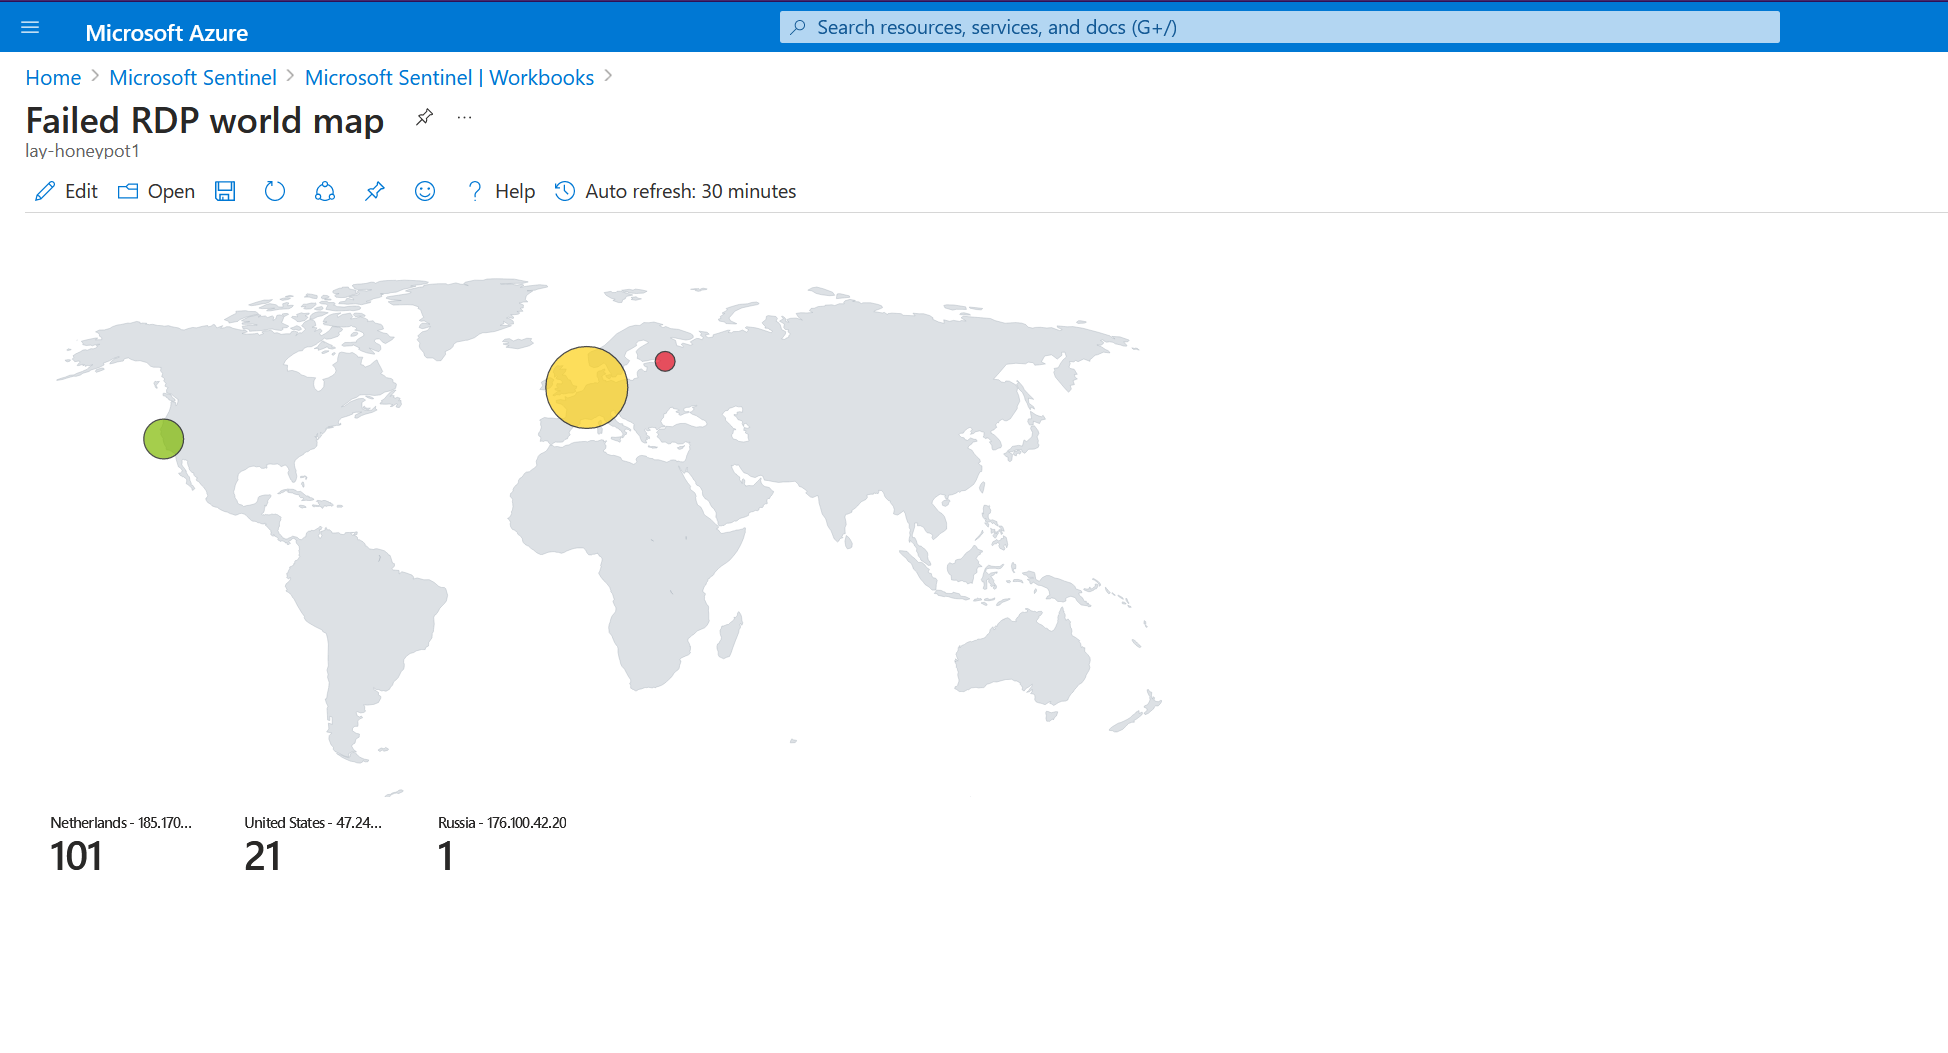 Microsoft Azure
Search resources, services, and docs (G+/)
Home > Microsoft Sentinel > Microsoft Sentinel | Workbooks >
Failed RDP world map ...
lay-honeypot1
Edit Open ? Help Auto refresh: 30 minutes
Netherlands - 185.170... United States - 47.24... Russia - 176.100.42.20
101 21 1